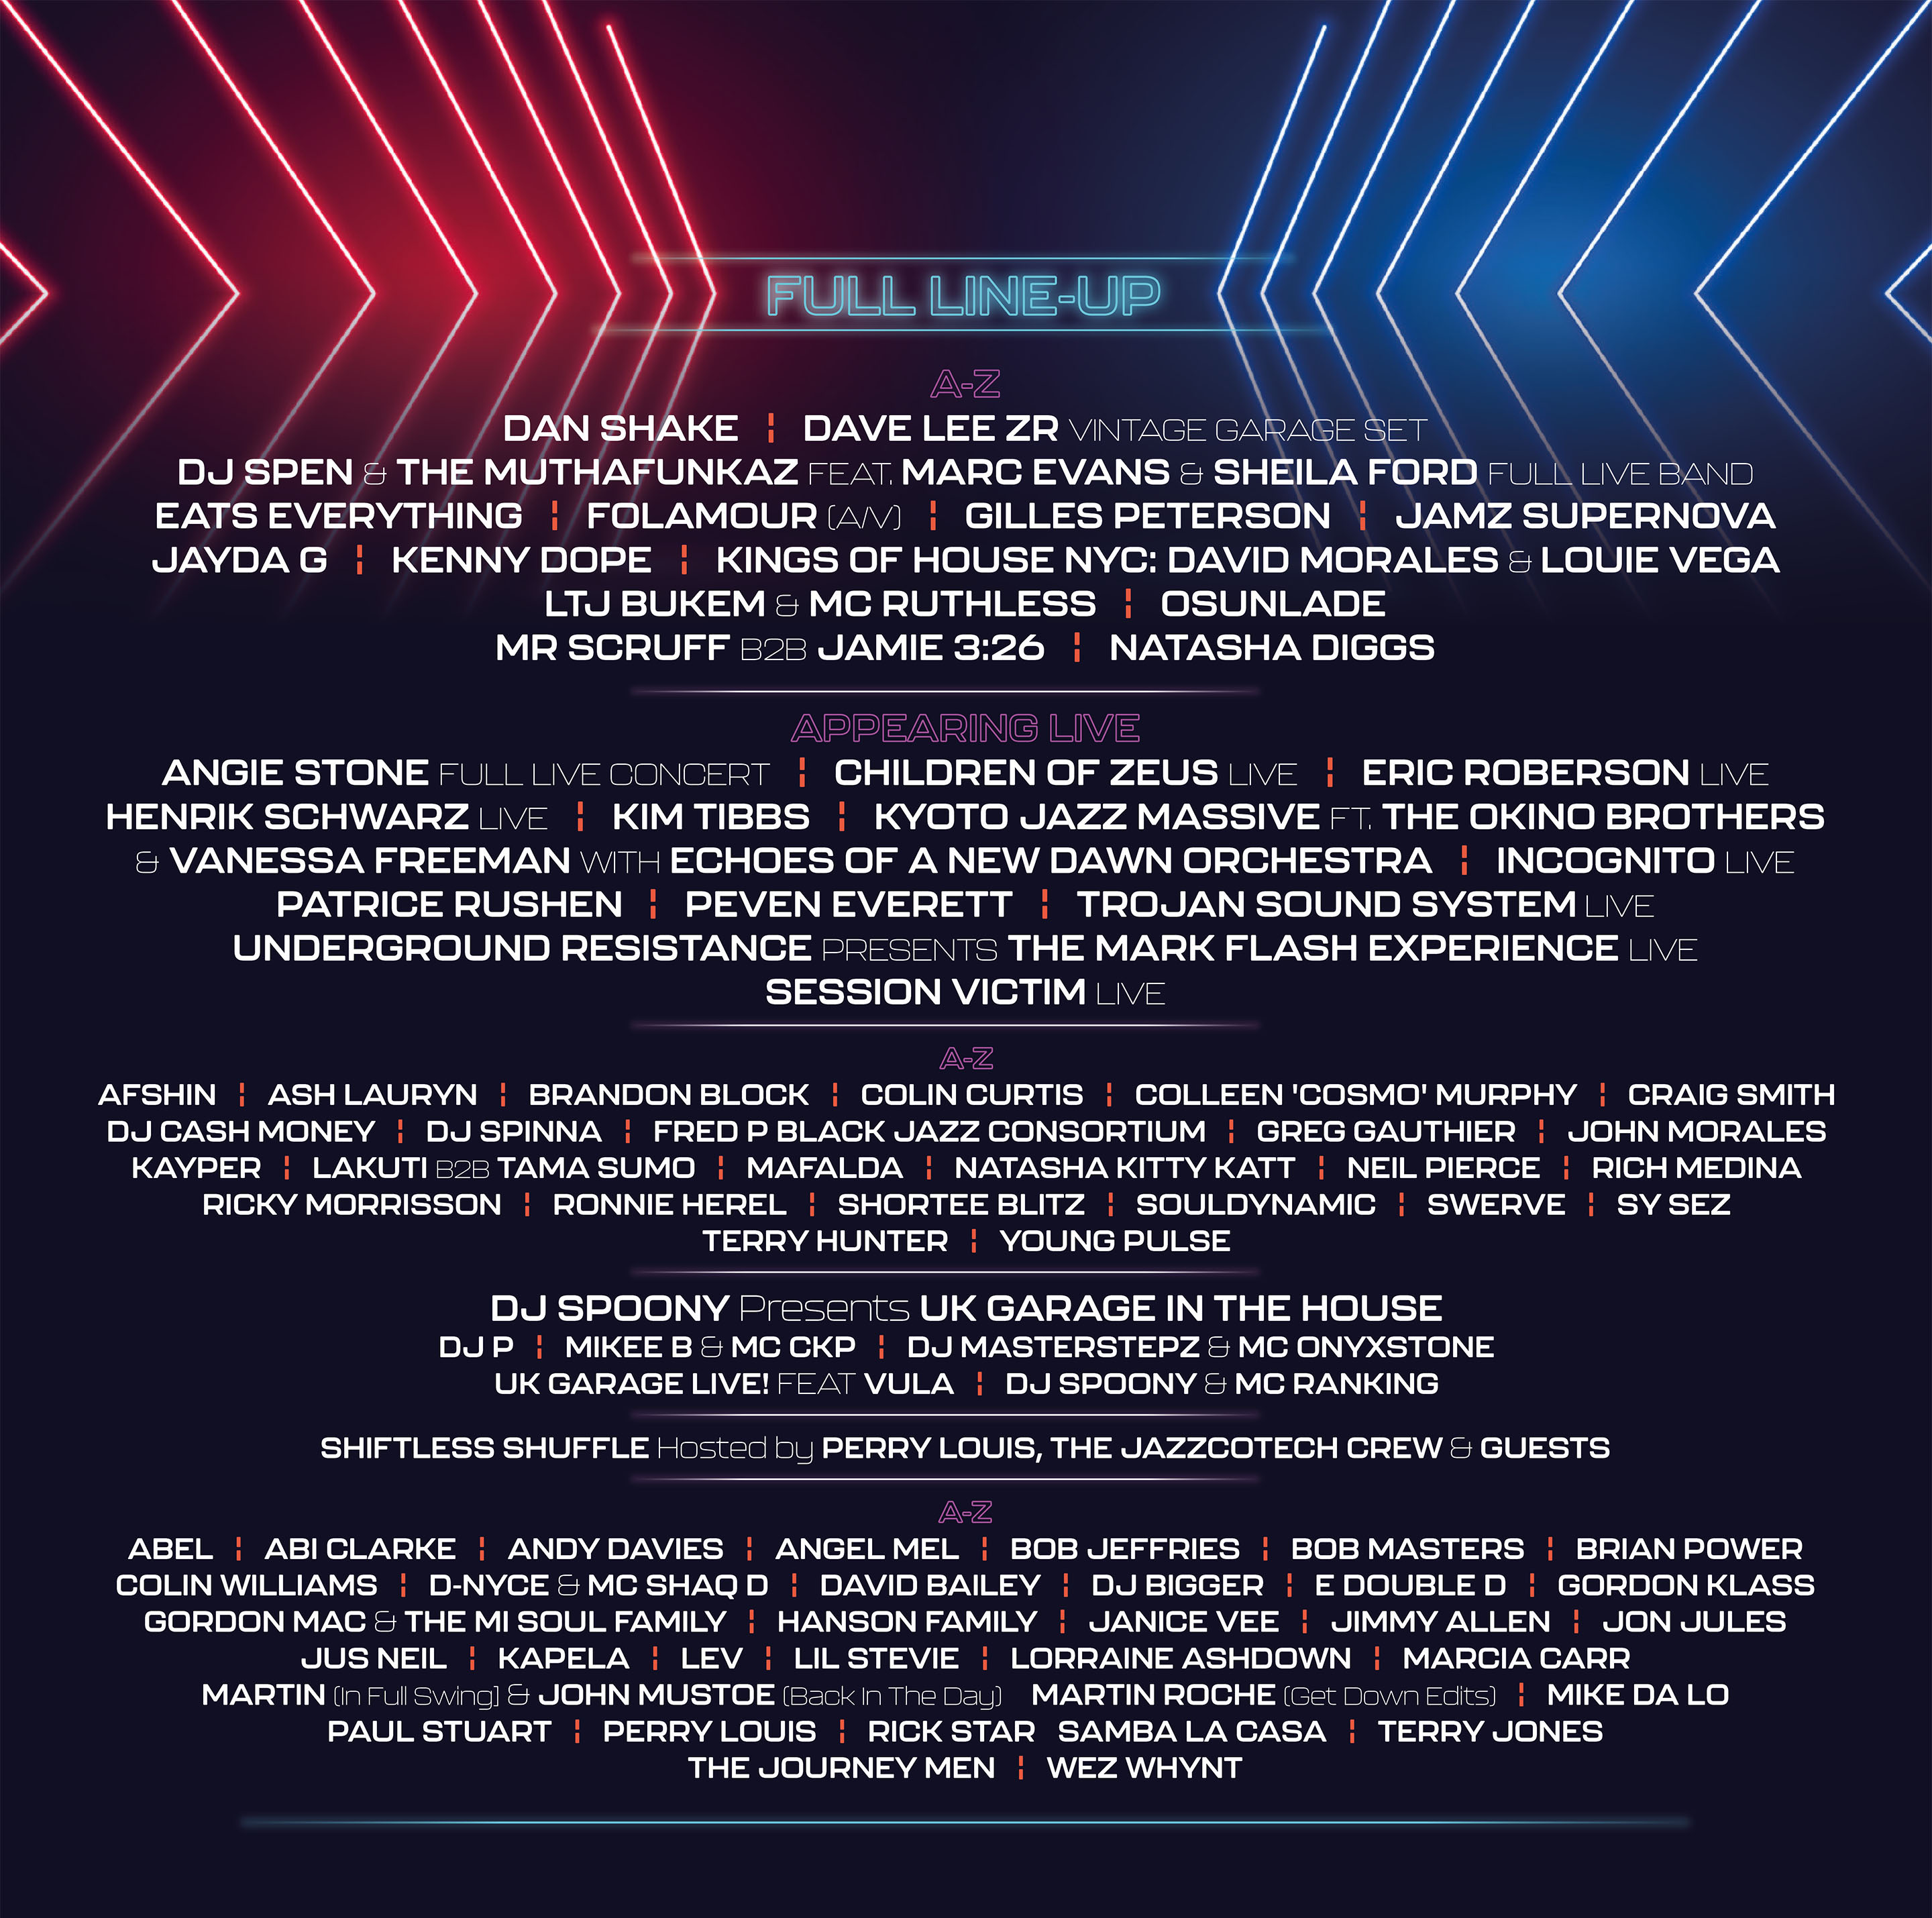 FULL LINE-UP
A-Z
DAN SHAKE ¦ DAVE LEE ZR VINTAGE GARAGE SET
DJ SPEN & THE MUTHAFUNKAZ FEAT. MARC EVANS & SHEILA FORD FULL LIVE BAND
EATS EVERYTHING ¦ FOLAMOUR (A/V) ¦ GILLES PETERSON ¦ JAMZ SUPERNOVA
JAYDA G ¦ KENNY DOPE ¦ KINGS OF HOUSE NYC: DAVID MORALES & LOUIE VEGA
LTJ BUKEM & MC RUTHLESS ¦ OSUNLADE
MR SCRUFF B2B JAMIE 3:26 ¦ NATASHA DIGGS
APPEARING LIVE
ANGIE STONE FULL LIVE CONCERT ¦ CHILDREN OF ZEUS LIVE ¦ ERIC ROBERSON LIVE
HENRIK SCHWARZ LIVE ¦ KIM TIBBS ¦ KYOTO JAZZ MASSIVE FT. THE OKINO BROTHERS
& VANESSA FREEMAN WITH ECHOES OF A NEW DAWN ORCHESTRA ¦ INCOGNITO LIVE
PATRICE RUSHEN ¦ PEVEN EVERETT ¦ TROJAN SOUND SYSTEM LIVE
UNDERGROUND RESISTANCE PRESENTS THE MARK FLASH EXPERIENCE LIVE
SESSION VICTIM LIVE
A-Z
AFSHIN ¦ ASH LAURYN ¦ BRANDON BLOCK ¦ COLIN CURTIS ¦ COLLEEN 'COSMO' MURPHY ¦ CRAIG SMITH
DJ CASH MONEY ¦ DJ SPINNA ¦ FRED P BLACK JAZZ CONSORTIUM ¦ GREG GAUTHIER ¦ JOHN MORALES
KAYPER ¦ LAKUTI B2B TAMA SUMO ¦ MAFALDA ¦ NATASHA KITTY KATT ¦ NEIL PIERCE ¦ RICH MEDINA
RICKY MORRISSON ¦ RONNIE HEREL ¦ SHORTEE BLITZ ¦ SOULDYNAMIC ¦ SWERVE ¦ SY SEZ
TERRY HUNTER ¦ YOUNG PULSE
DJ SPOONY Presents UK GARAGE IN THE HOUSE
DJ P ¦ MIKEE B & MC CKP ¦ DJ MASTERSTEPZ & MC ONYXSTONE
UK GARAGE LIVE! FEAT VULA ¦ DJ SPOONY & MC RANKING
SHIFTLESS SHUFFLE Hosted by PERRY LOUIS, THE JAZZCOTECH CREW & GUESTS
A-Z
ABEL ¦ ABI CLARKE ¦ ANDY DAVIES ¦ ANGEL MEL ¦ BOB JEFFRIES ¦ BOB MASTERS ¦ BRIAN POWER
COLIN WILLIAMS ¦ D-NYCE & MC SHAQ D ¦ DAVID BAILEY ¦ DJ BIGGER ¦ E DOUBLE D ¦ GORDON KLASS
GORDON MAC & THE MI SOUL FAMILY ¦ HANSON FAMILY ¦ JANICE VEE ¦ JIMMY ALLEN ¦ JON JULES
JUS NEIL ¦ KAPELA ¦ LEV ¦ LIL STEVIE ¦ LORRAINE ASHDOWN ¦ MARCIA CARR
MARTIN (In Full Swing] & JOHN MUSTOE (Back In The Day) MARTIN ROCHE (Get Down Edits) ¦ MIKE DA LO
PAUL STUART ¦ PERRY LOUIS ¦ RICK STAR SAMBA LA CASA ¦ TERRY JONES
THE JOURNEY MEN ¦ WEZ WHYNT